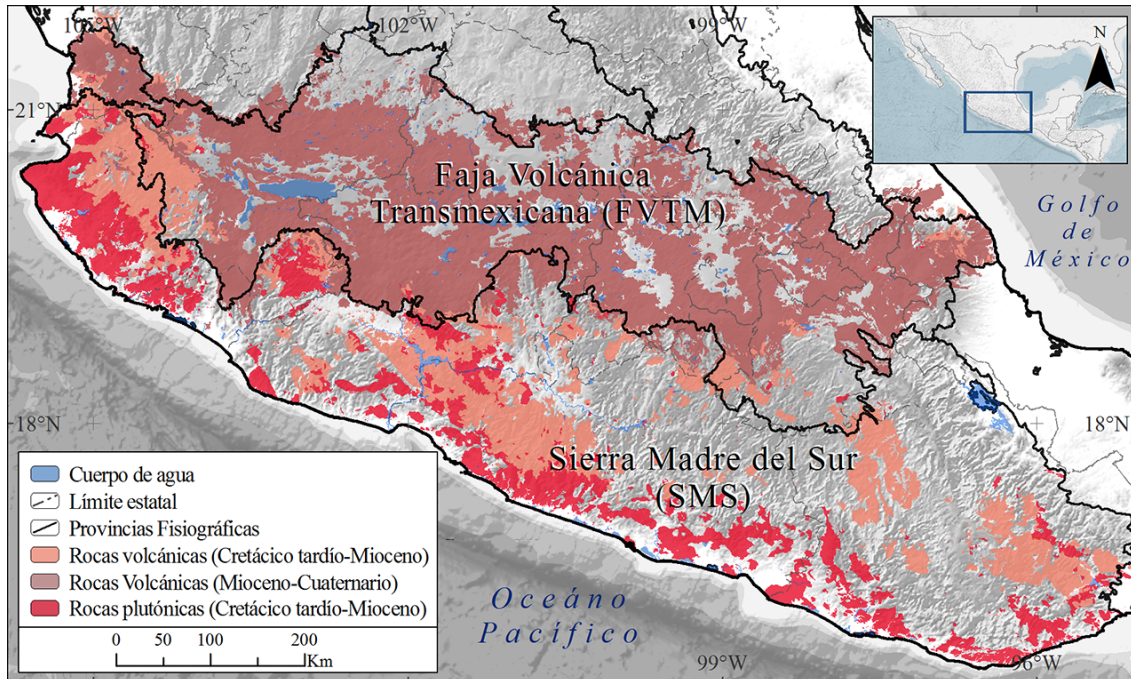 105°W
102°W
99°W
N
21°N
Faja Volcánica
Transmexicana (FVTM)
Golfo
de
México
18°N
18°N
Sierra Madre del Sur
(SMS)
Cuerpo de agua
Límite estatal
Provincias Fisiográficas
Rocas volcánicas (Cretácico tardío-Mioceno)
Rocas Volcánicas (Mioceno-Cuaternario)
Rocas plutónicas (Cretácico tardío-Mioceno)
0 50 100 200
Km
Oceáno
Pacífico
99°W
96°W